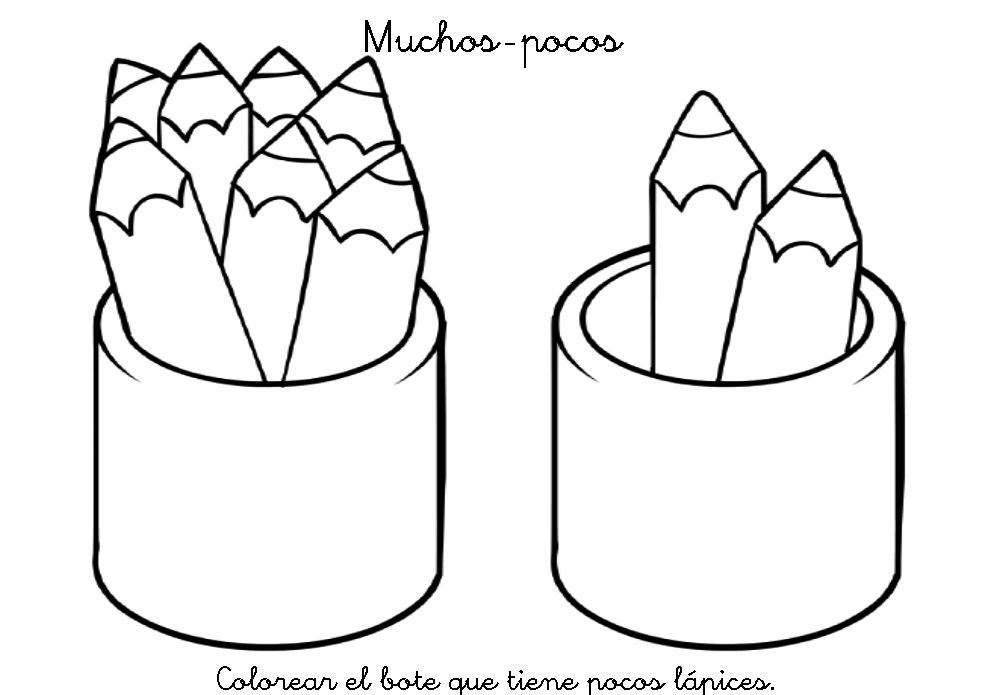 Muchos-pocos
Colorear el bote que tiene pocos lápices.